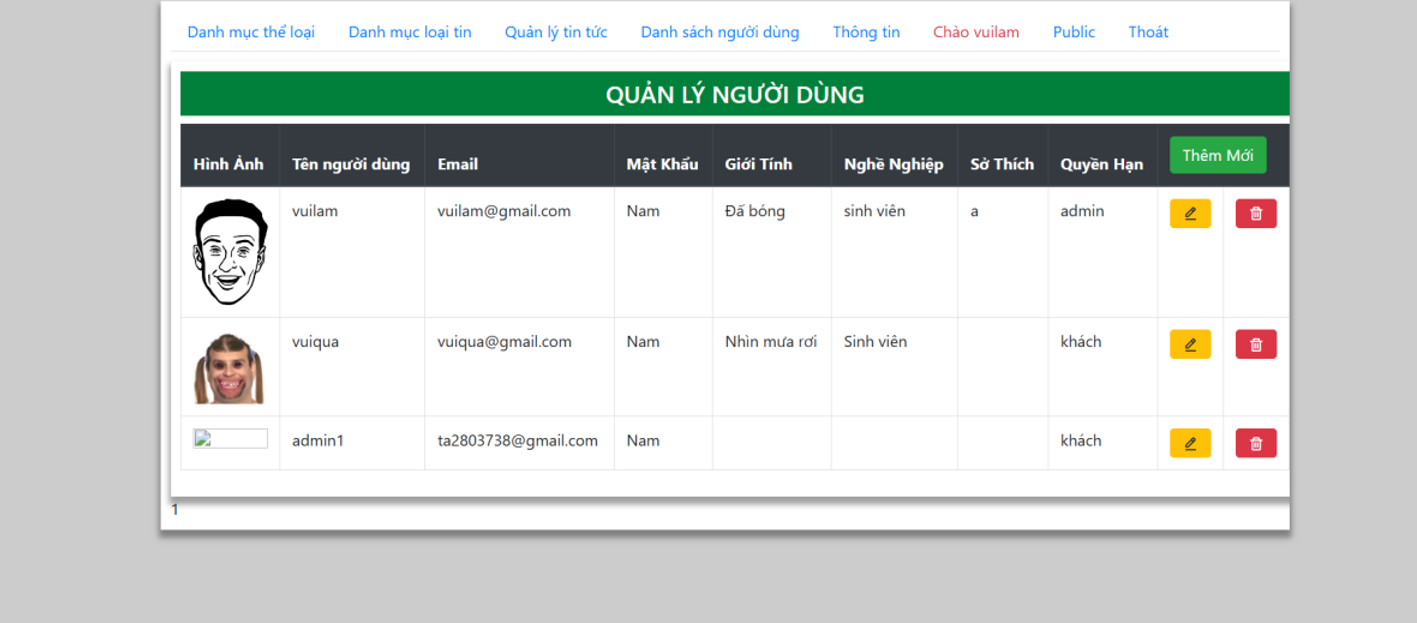 Danh mục thể loại Danh mục loại tin Quản lý tin tức Danh sách người dùng Thông tin Chào vuilam Public Thoát
QUẢN LÝ NGƯỜI DÙNG
Hình Ảnh Tên người dùng Email Mật Khẩu Giới Tính Nghề Nghiệp Sở Thích Quyền Hạn Thêm Mới
vuilam vuilam@gmail.com Nam Đấ bóng sinh viên a admin
vuiqua vuiqua@gmail.com Nam Nhìn mưa rơi Sinh viên khách
admin1 ta2803738@gmail.com Nam khách
1